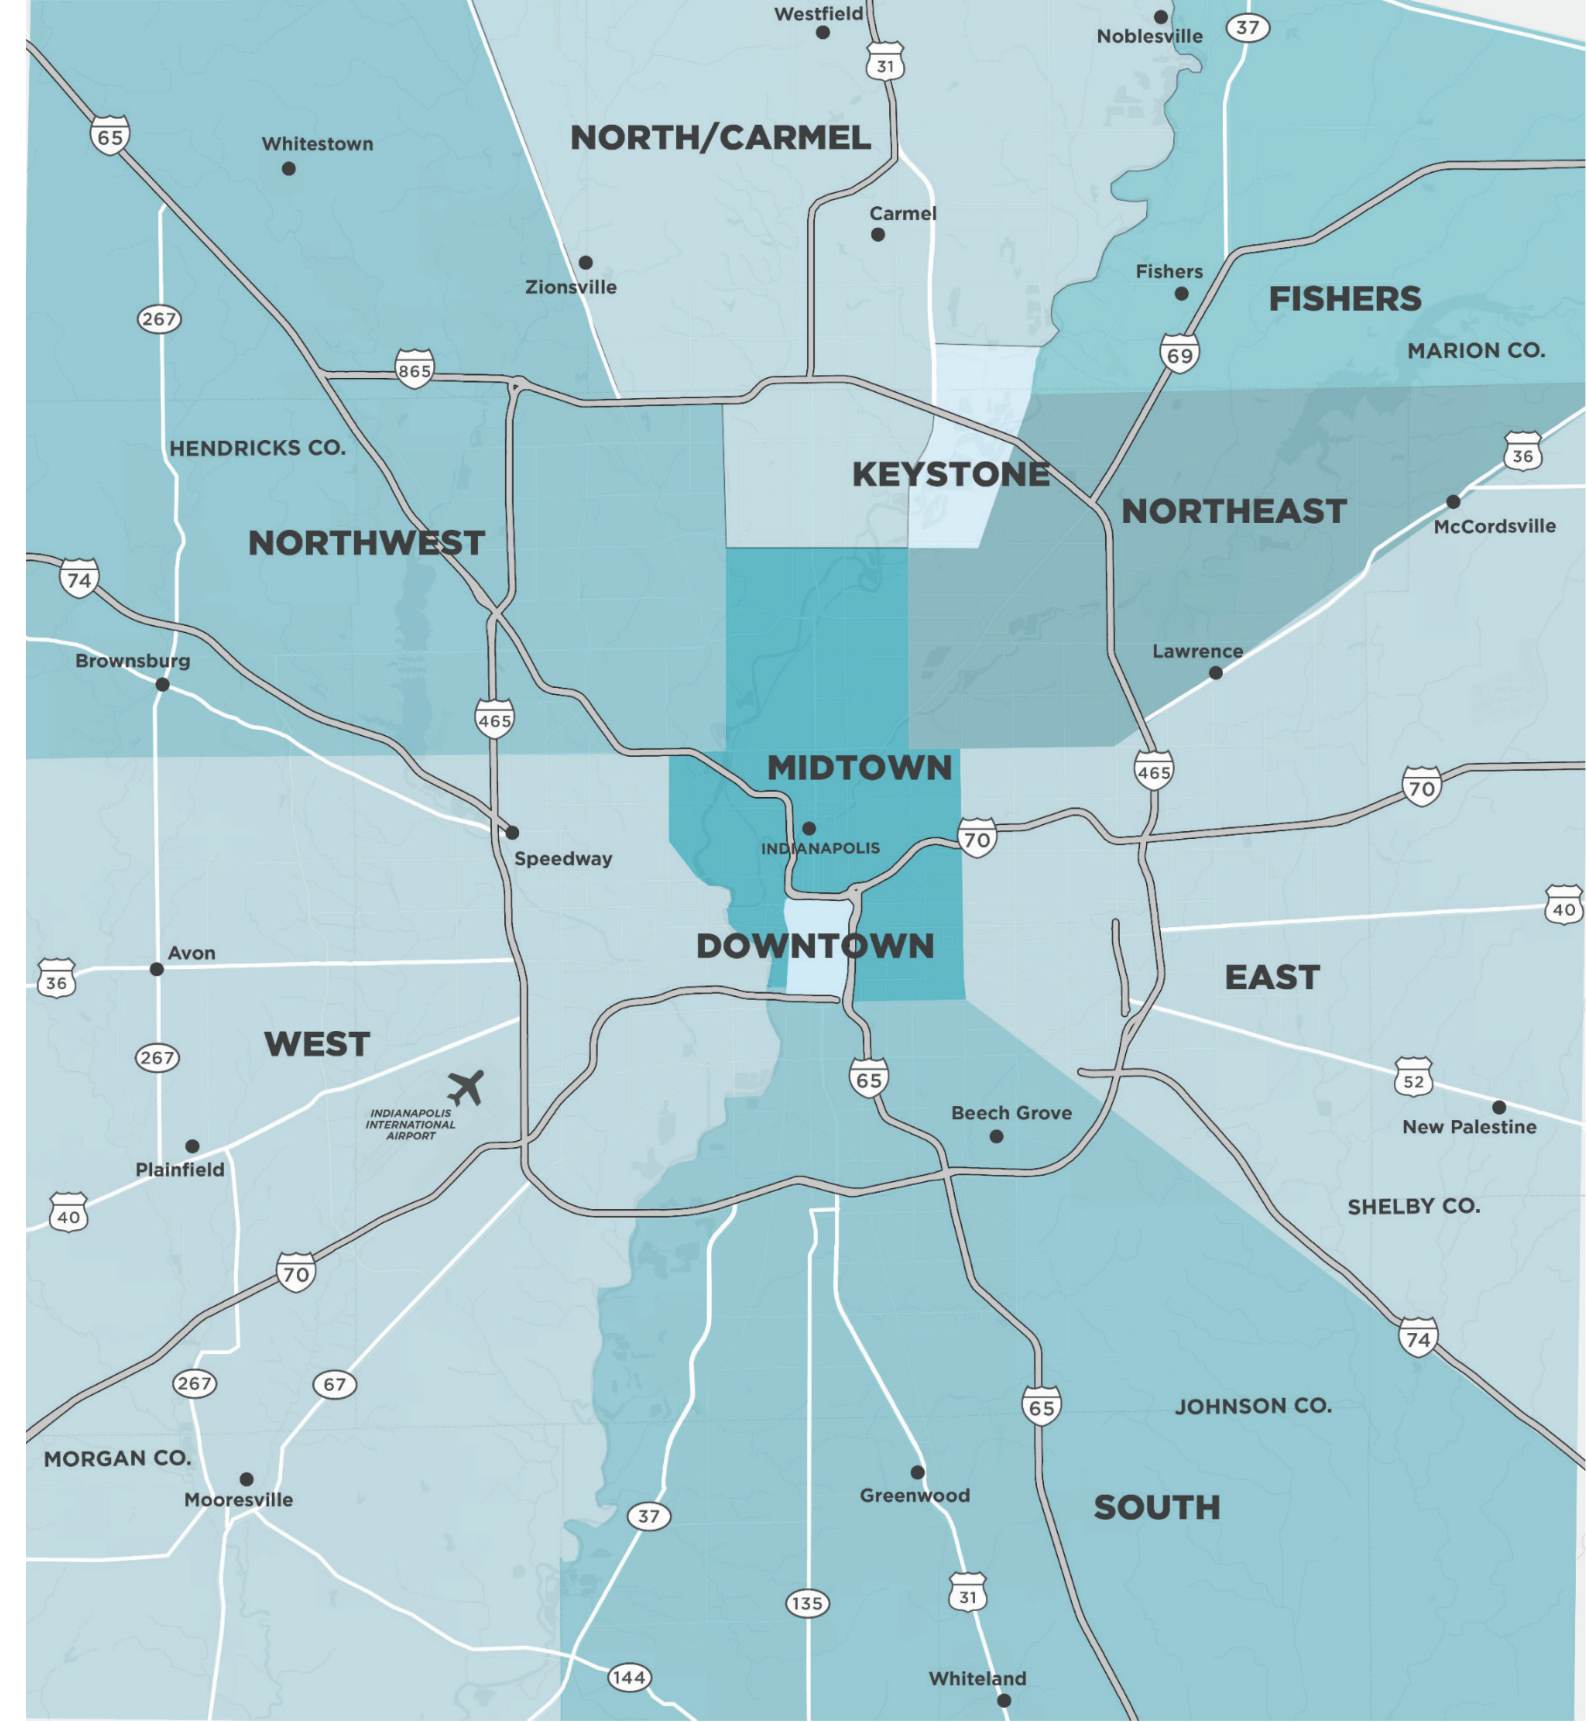 Westfield
Noblesville
37
31
65
Whitestown
NORTH/CARMEL
Carmel
Zionsville
Fishers
FISHERS
267
MARION CO.
69
865
HENDRICKS CO.
36
KEYSTONE
NORTHEAST
McCordsville
NORTHWEST
74
Brownsburg
Lawrence
465
MIDTOWN
465
70
70
INDIANAPOLIS
Speedway
40
DOWNTOWN
Avon
36
EAST
WEST
267
65
52
INDIANAPOLIS
INTERNATIONAL
AIRPORT
Beech Grove
New Palestine
Plainfield
40
SHELBY CO.
70
74
267
67
65
JOHNSON CO.
MORGAN CO.
Mooresville
Greenwood
SOUTH
37
31
135
144
Whiteland